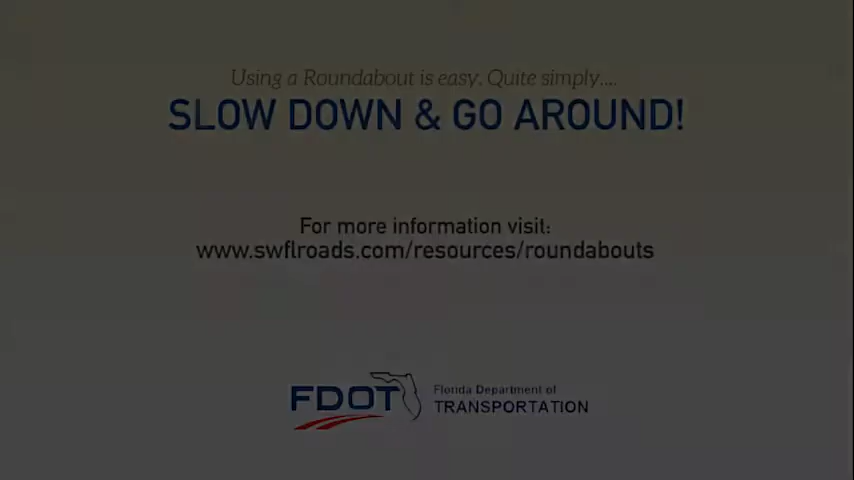 Using a Roundabout is easy. Quite simply....
SLOW DOWN & GO AROUND!
For more information visit:
www.swflroads.com/resources/roundabouts
FDOT
Florida Department of
TRANSPORTATION